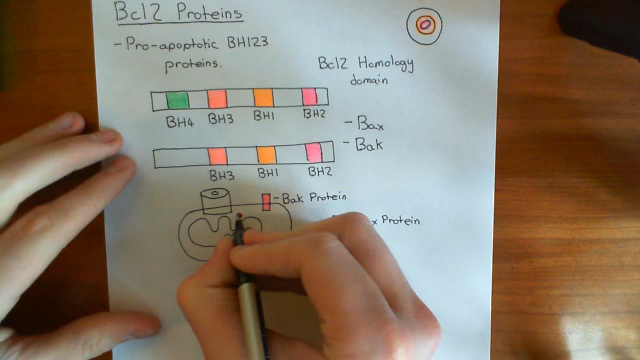 Bcl2 Proteins
- Pro-apoptotic BH123
proteins.
Bcl2 Homology
domain
BH4 BH3 BH1 BH2
- Bax
- Bak
BH3 BH1 BH2
- Bak Protein
Protein